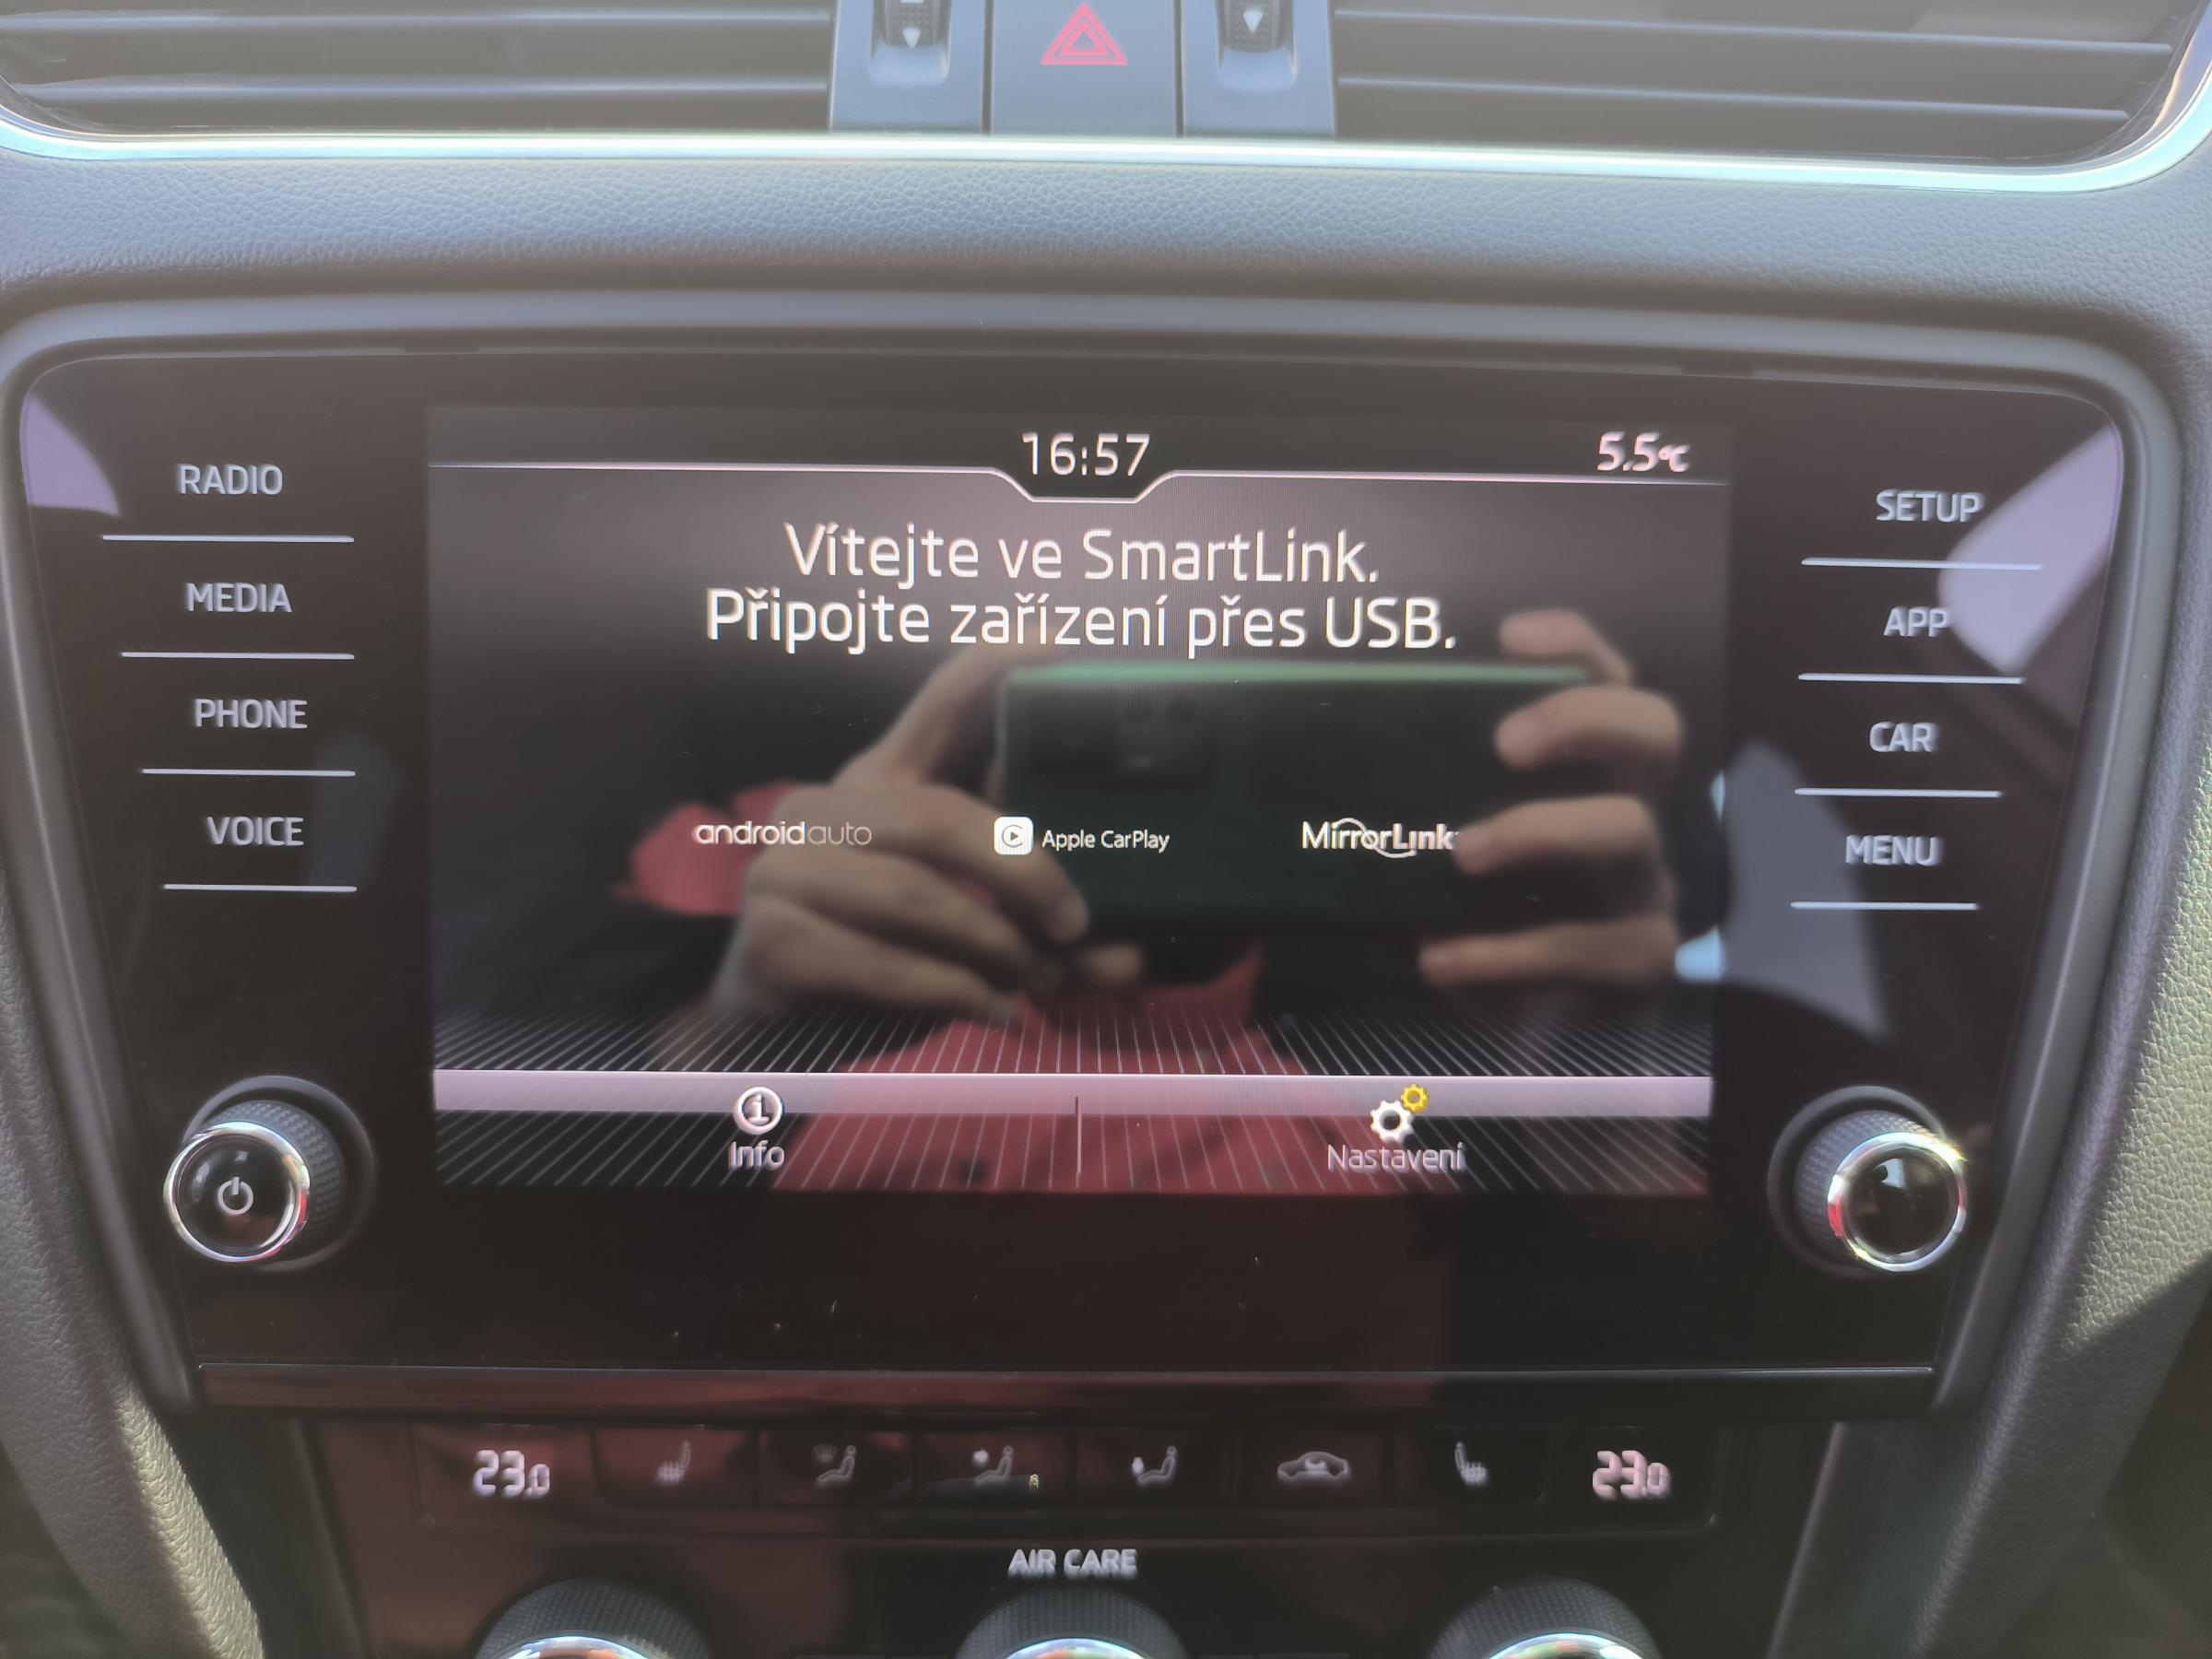 16:57
5.5°C
RADIO
MEDIA
PHONE
VOICE
Vítejte ve SmartLink.
Připojte zařízení přes USB.
androidauto
Apple CarPlay
MirrorLink
Info
Nastavení
SETUP
APP
CAR
MENU
23.0
23.0
AIR CARE